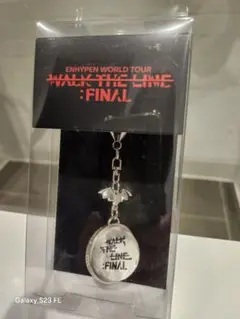 ENHYPEN WORLD TOUR
WALK THE LINE
:FINAL
WALK
THE
LINE
:FINAL
Galaxy S23 FE